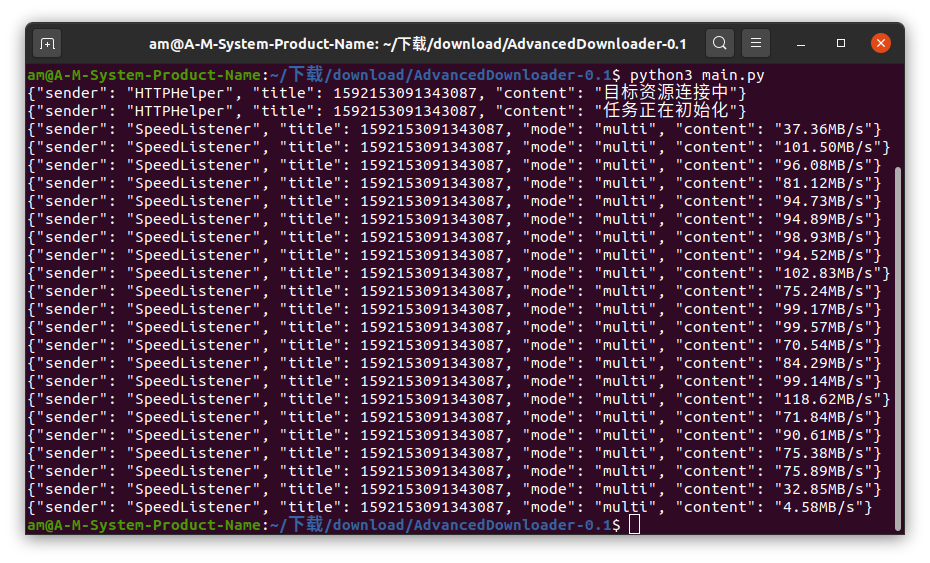 am@A-M-System-Product-Name: ~/下载/download/AdvancedDownloader-0.1
am@A-M-System-Product-Name:~/下载/download/AdvancedDownloader-0.1$ python3 main.py
{"sender": "HTTPHelper", "title": 1592153091343087, "content": "目标资源连接中"}
{"sender": "HTTPHelper", "title": 1592153091343087, "content": "任务正在初始化"}
{"sender": "SpeedListener", "title": 1592153091343087, "mode": "multi", "content": "37.36MB/s"}
{"sender": "SpeedListener", "title": 1592153091343087, "mode": "multi", "content": "101.50MB/s"}
{"sender": "SpeedListener", "title": 1592153091343087, "mode": "multi", "content": "96.08MB/s"}
{"sender": "SpeedListener", "title": 1592153091343087, "mode": "multi", "content": "81.12MB/s"}
{"sender": "SpeedListener", "title": 1592153091343087, "mode": "multi", "content": "94.73MB/s"}
{"sender": "SpeedListener", "title": 1592153091343087, "mode": "multi", "content": "94.89MB/s"}
{"sender": "SpeedListener", "title": 1592153091343087, "mode": "multi", "content": "98.93MB/s"}
{"sender": "SpeedListener", "title": 1592153091343087, "mode": "multi", "content": "94.52MB/s"}
{"sender": "SpeedListener", "title": 1592153091343087, "mode": "multi", "content": "102.83MB/s"}
{"sender": "SpeedListener", "title": 1592153091343087, "mode": "multi", "content": "75.24MB/s"}
{"sender": "SpeedListener", "title": 1592153091343087, "mode": "multi", "content": "99.17MB/s"}
{"sender": "SpeedListener", "title": 1592153091343087, "mode": "multi", "content": "99.57MB/s"}
{"sender": "SpeedListener", "title": 1592153091343087, "mode": "multi", "content": "70.54MB/s"}
{"sender": "SpeedListener", "title": 1592153091343087, "mode": "multi", "content": "84.29MB/s"}
{"sender": "SpeedListener", "title": 1592153091343087, "mode": "multi", "content": "99.14MB/s"}
{"sender": "SpeedListener", "title": 1592153091343087, "mode": "multi", "content": "118.62MB/s"}
{"sender": "SpeedListener", "title": 1592153091343087, "mode": "multi", "content": "71.84MB/s"}
{"sender": "SpeedListener", "title": 1592153091343087, "mode": "multi", "content": "90.61MB/s"}
{"sender": "SpeedListener", "title": 1592153091343087, "mode": "multi", "content": "75.38MB/s"}
{"sender": "SpeedListener", "title": 1592153091343087, "mode": "multi", "content": "75.89MB/s"}
{"sender": "SpeedListener", "title": 1592153091343087, "mode": "multi", "content": "32.85MB/s"}
{"sender": "SpeedListener", "title": 1592153091343087, "mode": "multi", "content": "4.58MB/s"}
am@A-M-System-Product-Name:~/下载/download/AdvancedDownloader-0.1$